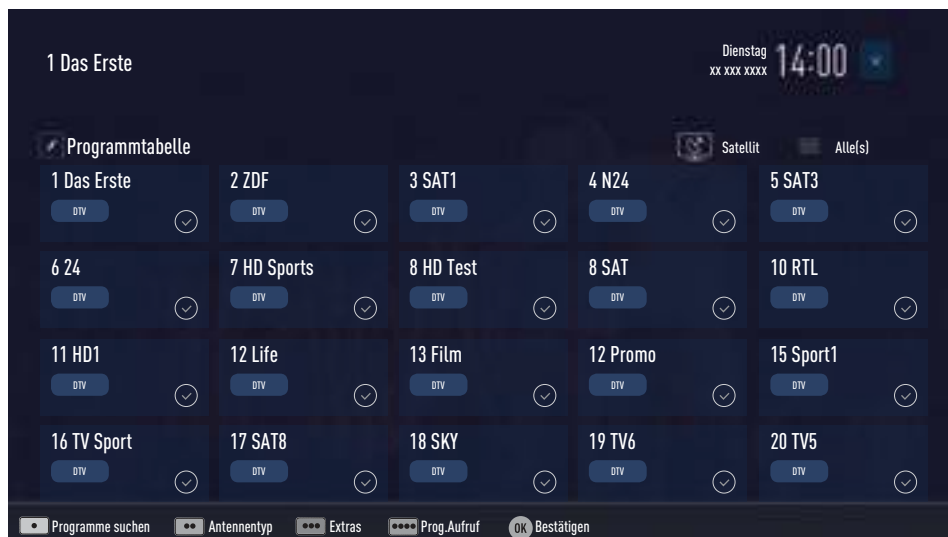 1 Das Erste
Dienstag
xx xxx xxxx
14:00
Programmtabelle
Satellit
Alle(s)
1 Das Erste
2 ZDF
3 SAT1
4 N24
5 SAT3
DTV
DTV
DTV
DTV
DTV
6 24
7 HD Sports
8 HD Test
8 SAT
10 RTL
DTV
DTV
DTV
DTV
DTV
11 HD1
12 Life
13 Film
12 Promo
15 Sport1
DTV
DTV
DTV
DTV
DTV
16 TV Sport
17 SAT8
18 SKY
19 TV6
20 TV5
DTV
DTV
DTV
DTV
DTV
Programme suchen
Antennentyp
Extras
Prog.Aufruf
OK Bestätigen